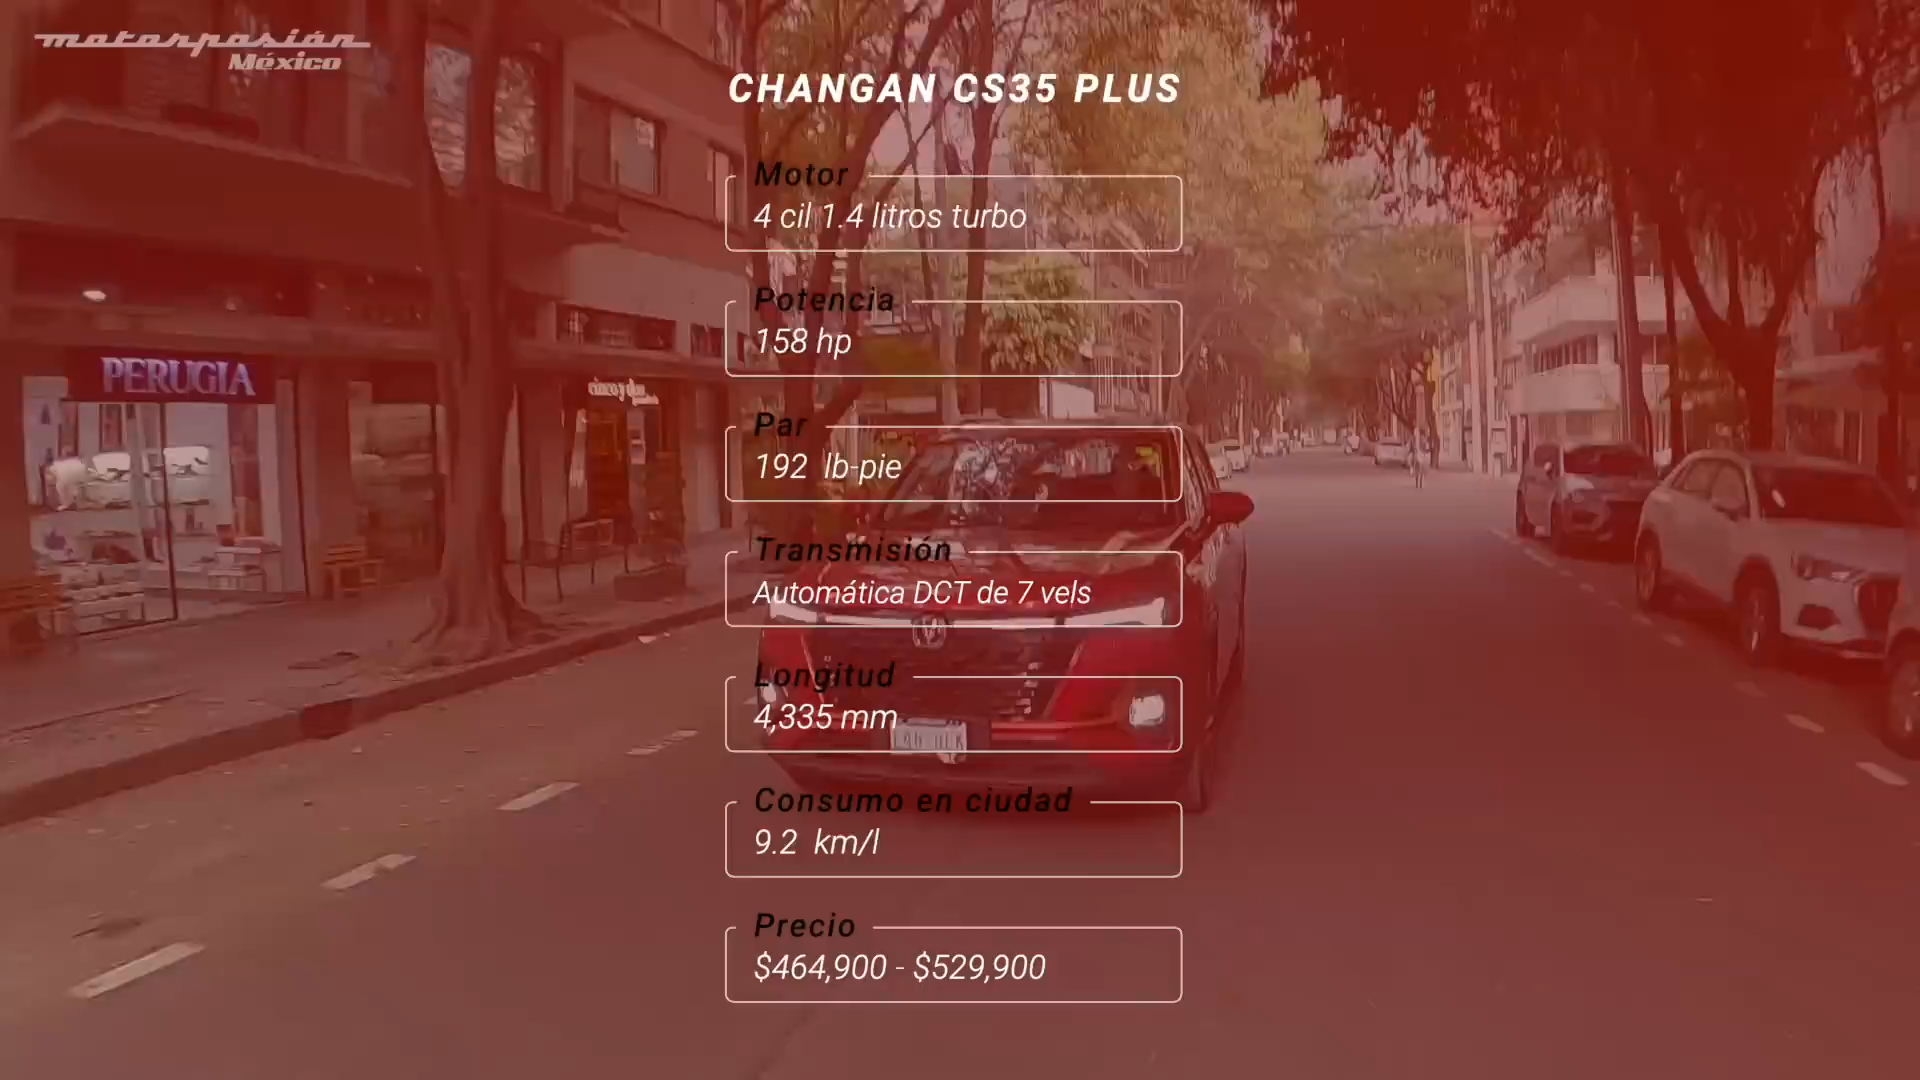 motorpasión
México
CHANGAN CS35 PLUS
Motor
4 cil 1.4 litros turbo
Potencia
158 hp
Par
192 lb-pie
Transmisión
Automática DCT de 7 vels
Longitud
4,335 mm
Consumo en ciudad
9.2 km/l
Precio
$464,900 - $529,900
PERUGIA